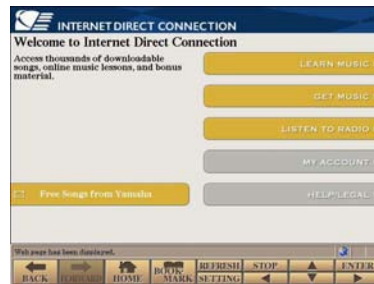 INTERNET DIRECT CONNECTION
Welcome to Internet Direct Connection
Access thousands of downloadable
songs, online music lessons, and bonus
material.
LEARN MUSIC
GET MUSIC
LISTEN TO RADIO
MY ACCOUNT
HELP/LEGAL
Free Songs from Yamaha
Web page has been displayed.
BACK FORWARD HOME BOOK MARK REFRESH STOP ENTER
SETTING